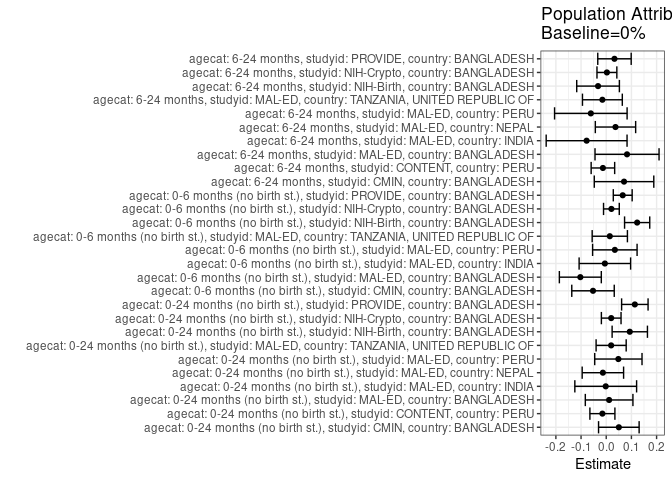 Population Attrib
Baseline=0%
agecat: 6-24 months, studyid: PROVIDE, country: BANGLADESH
agecat: 6-24 months, studyid: NIH-Crypto, country: BANGLADESH
agecat: 6-24 months, studyid: NIH-Birth, country: BANGLADESH
agecat: 6-24 months, studyid: MAL-ED, country: TANZANIA, UNITED REPUBLIC OF
agecat: 6-24 months, studyid: MAL-ED, country: PERU
agecat: 6-24 months, studyid: MAL-ED, country: NEPAL
agecat: 6-24 months, studyid: MAL-ED, country: INDIA
agecat: 6-24 months, studyid: MAL-ED, country: BANGLADESH
agecat: 6-24 months, studyid: CONTENT, country: PERU
agecat: 6-24 months, studyid: CMIN, country: BANGLADESH
agecat: 0-6 months (no birth st.), studyid: PROVIDE, country: BANGLADESH
agecat: 0-6 months (no birth st.), studyid: NIH-Crypto, country: BANGLADESH
agecat: 0-6 months (no birth st.), studyid: NIH-Birth, country: BANGLADESH
agecat: 0-6 months (no birth st.), studyid: MAL-ED, country: TANZANIA, UNITED REPUBLIC OF
agecat: 0-6 months (no birth st.), studyid: MAL-ED, country: PERU
agecat: 0-6 months (no birth st.), studyid: MAL-ED, country: INDIA
agecat: 0-6 months (no birth st.), studyid: MAL-ED, country: BANGLADESH
agecat: 0-6 months (no birth st.), studyid: CMIN, country: BANGLADESH
agecat: 0-24 months (no birth st.), studyid: PROVIDE, country: BANGLADESH
agecat: 0-24 months (no birth st.), studyid: NIH-Crypto, country: BANGLADESH
agecat: 0-24 months (no birth st.), studyid: NIH-Birth, country: BANGLADESH
agecat: 0-24 months (no birth st.), studyid: MAL-ED, country: TANZANIA, UNITED REPUBLIC OF
agecat: 0-24 months (no birth st.), studyid: MAL-ED, country: PERU
agecat: 0-24 months (no birth st.), studyid: MAL-ED, country: NEPAL
agecat: 0-24 months (no birth st.), studyid: MAL-ED, country: INDIA
agecat: 0-24 months (no birth st.), studyid: MAL-ED, country: BANGLADESH
agecat: 0-24 months (no birth st.), studyid: CONTENT, country: PERU
agecat: 0-24 months (no birth st.), studyid: CMIN, country: BANGLADESH
-0.2 -0.1 0.0 0.1 0.2
Estimate